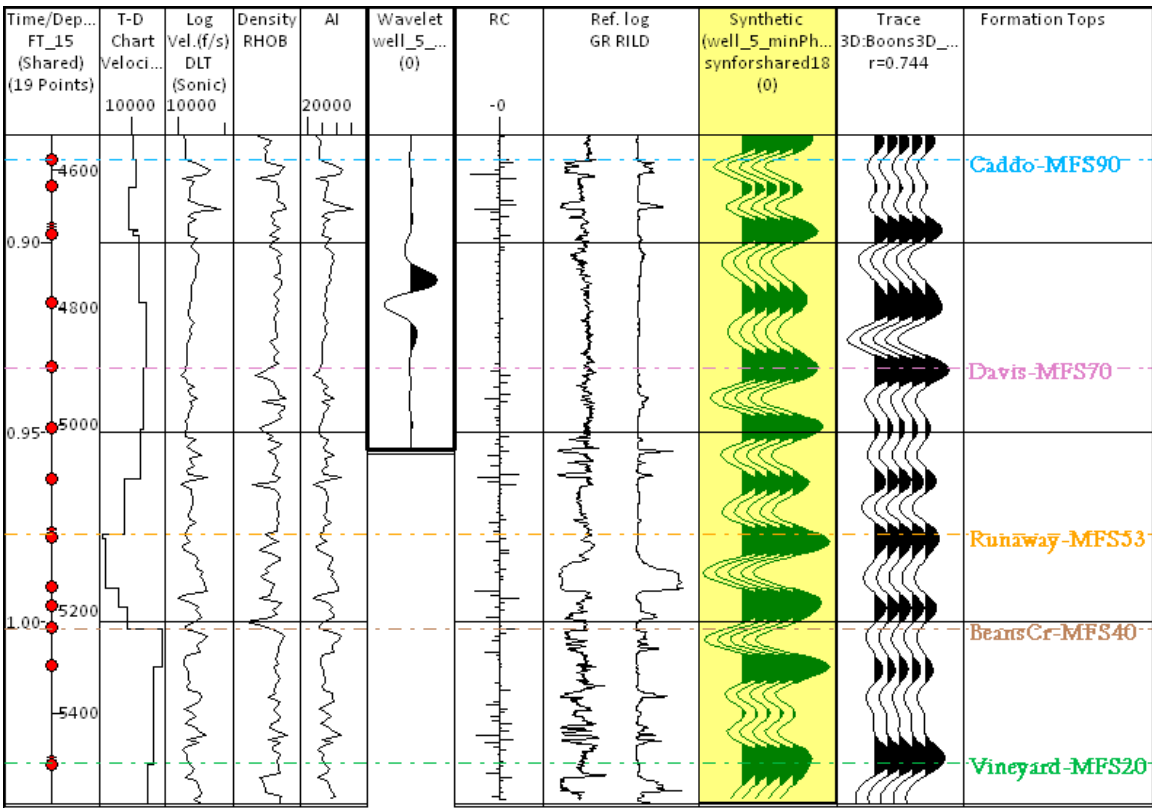 Time/Dep...
FT_15
(Shared)
(19 Points)
T-D
Chart
Veloci...
10000
Log
Vel.(f/s)
DLT
(Sonic)
10000
Density
RHOB
AI
20000
Wavelet
well_5_...
(0)
RC
-0
Ref. log
GR RILD
Synthetic
(well_5_minPh...
synforshared18
(0)
Trace
3D:Boons3D_...
r=0.744
Formation Tops
4600
Caddo-MFS90
0.90
4800
Davis-MFS70
5000
0.95
Runaway-MFS53
5200
1.00
BeansCr-MFS40
5400
Vineyard-MFS20